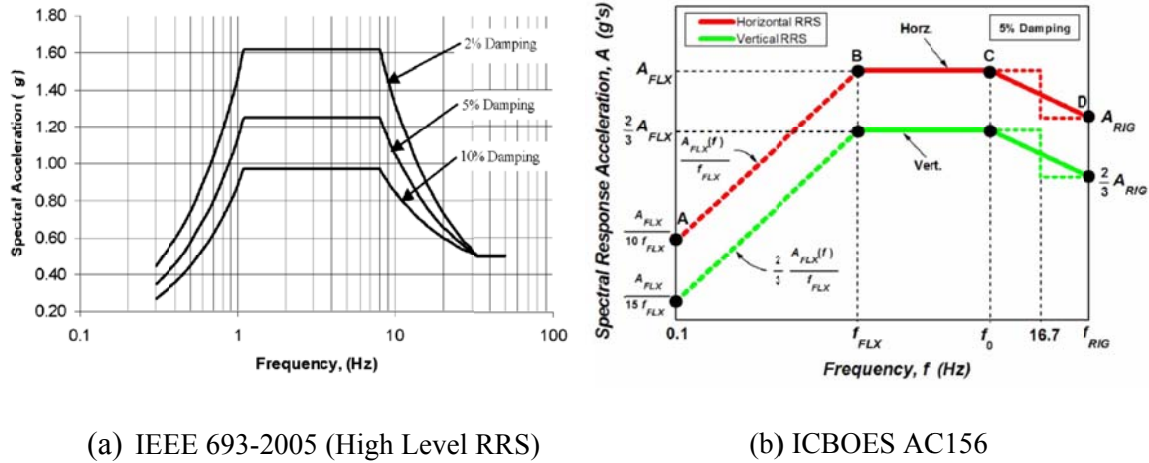 1.80
1.60
1.40
1.20
1.00
0.80
0.60
0.40
0.20
0.1
1
10
100
Spectral Acceleration ( g)
Frequency, (Hz)
2% Damping
5% Damping
10% Damping
(a) IEEE 693-2005 (High Level RRS)
Horizontal RRS
Vertical RRS
5% Damping
Spectral Response Acceleration, A (g's)
A_FLX
2/3 A_FLX
A_FLX/10 f_FLX
A_FLX/15 f_FLX
A_FLX(f)/f_FLX
2/3 A_FLX(f)/f_FLX
A
B
C
D
Horz.
Vert.
A_RIG
2/3 A_RIG
0.1
f_FLX
f_0
16.7
f_RIG
Frequency, f (Hz)
(b) ICBOES AC156